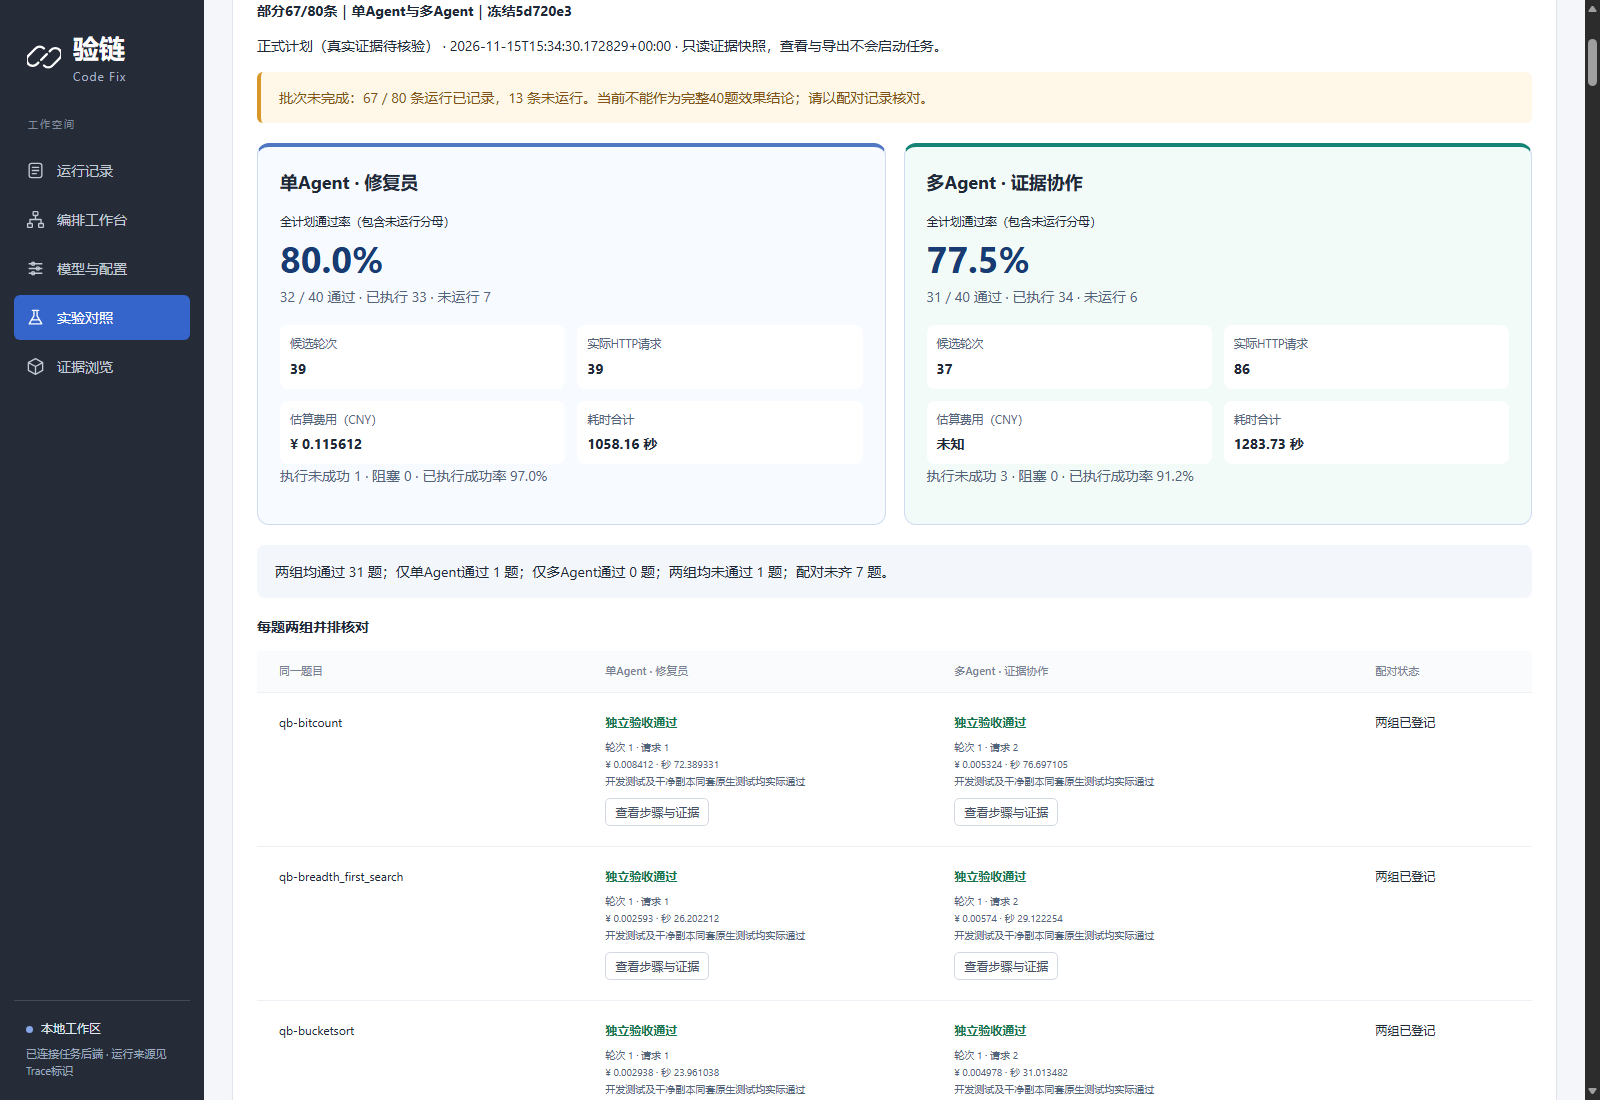 验链
Code Fix
工作空间
运行记录
编排工作台
模型与配置
实验对照
证据浏览
本地工作区
已连接任务后端 · 运行来源见
Trace标识
部分67/80条 | 单Agent与多Agent | 冻结5d720e3
正式计划（真实证据待核验） · 2026-11-15T15:34:30.172829+00:00 · 只读证据快照，查看与导出不会启动任务。
批次未完成：67 / 80 条运行已记录，13 条未运行。当前不能作为完整40题效果结论；请以配对记录核对。
单Agent · 修复员
全计划通过率（包含未运行分母）
80.0%
32 / 40 通过 · 已执行 33 · 未运行 7
候选轮次
39
实际HTTP请求
39
估算费用（CNY）
¥ 0.115612
耗时合计
1058.16 秒
执行未成功 1 · 阻塞 0 · 已执行成功率 97.0%
多Agent · 证据协作
全计划通过率（包含未运行分母）
77.5%
31 / 40 通过 · 已执行 34 · 未运行 6
候选轮次
37
实际HTTP请求
86
估算费用（CNY）
未知
耗时合计
1283.73 秒
执行未成功 3 · 阻塞 0 · 已执行成功率 91.2%
两组均通过 31 题；仅单Agent通过 1 题；仅多Agent通过 0 题；两组均未通过 1 题；配对未齐 7 题。
每题两组并排核对
同一题目 单Agent · 修复员 多Agent · 证据协作 配对状态
qb-bitcount
独立验收通过
轮次 1 · 请求 1
¥ 0.008412 · 秒 72.389331
开发测试及干净副本同套原生测试均实际通过
查看步骤与证据
独立验收通过
轮次 1 · 请求 2
¥ 0.005324 · 秒 76.697105
开发测试及干净副本同套原生测试均实际通过
查看步骤与证据
两组已登记
qb-breadth_first_search
独立验收通过
轮次 1 · 请求 1
¥ 0.002593 · 秒 26.202212
开发测试及干净副本同套原生测试均实际通过
查看步骤与证据
独立验收通过
轮次 1 · 请求 2
¥ 0.00574 · 秒 29.122254
开发测试及干净副本同套原生测试均实际通过
查看步骤与证据
两组已登记
qb-bucketsort
独立验收通过
轮次 1 · 请求 1
¥ 0.002938 · 秒 23.961038
开发测试及干净副本同套原生测试均实际通过
独立验收通过
轮次 1 · 请求 2
¥ 0.004978 · 秒 31.013482
开发测试及干净副本同套原生测试均实际通过
两组已登记